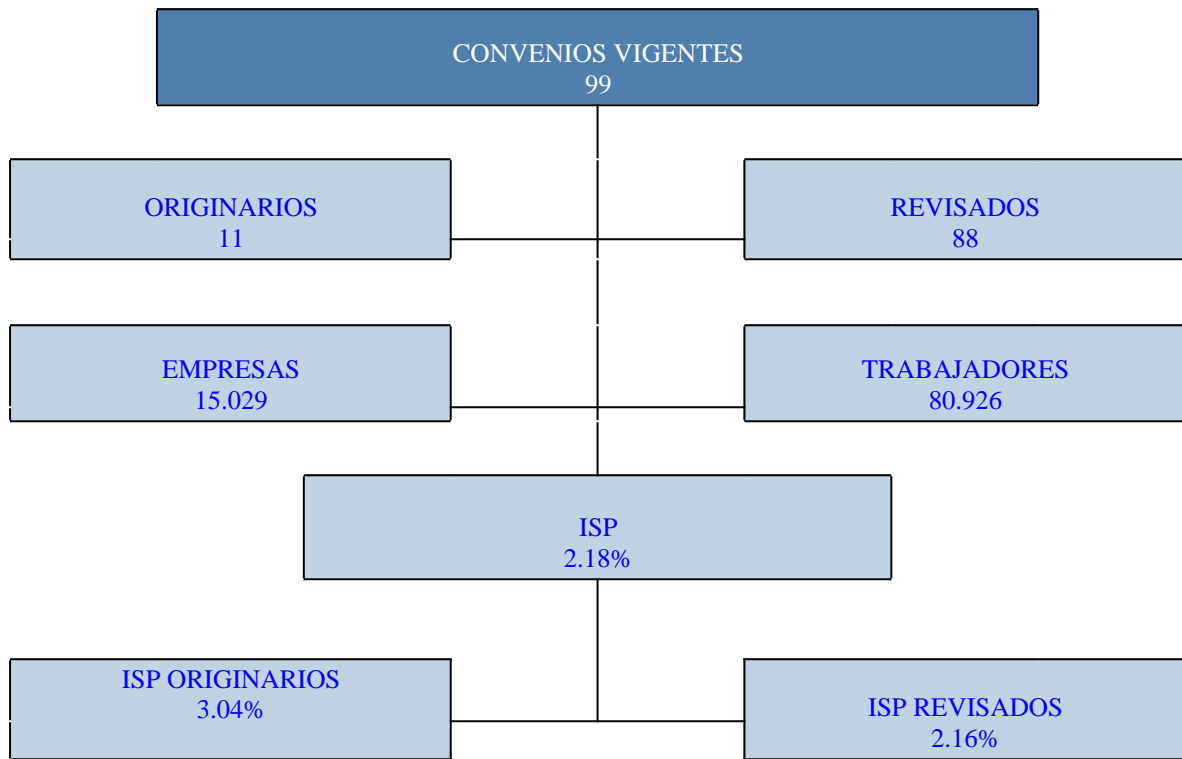 CONVENIOS VIGENTES
99
ORIGINARIOS
11
REVISADOS
88
EMPRESAS
15.029
TRABAJADORES
80.926
ISP
2.18%
ISP ORIGINARIOS
3.04%
ISP REVISADOS
2.16%